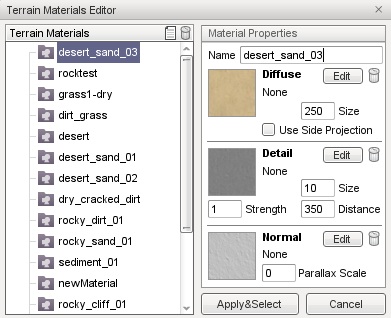 Terrain Materials Editor
Terrain Materials
desert_sand_03
rocktest
grass1-dry
dirt_grass
desert
desert_sand_01
desert_sand_02
dry_cracked_dirt
rocky_dirt_01
rocky_sand_01
sediment_01
newMaterial
rocky_cliff_01
Material Properties
Name desert_sand_03
Diffuse Edit
None
250 Size
Use Side Projection
Detail Edit
None
10 Size
1 Strength 350 Distance
Normal Edit
None
0 Parallax Scale
Apply&Select Cancel